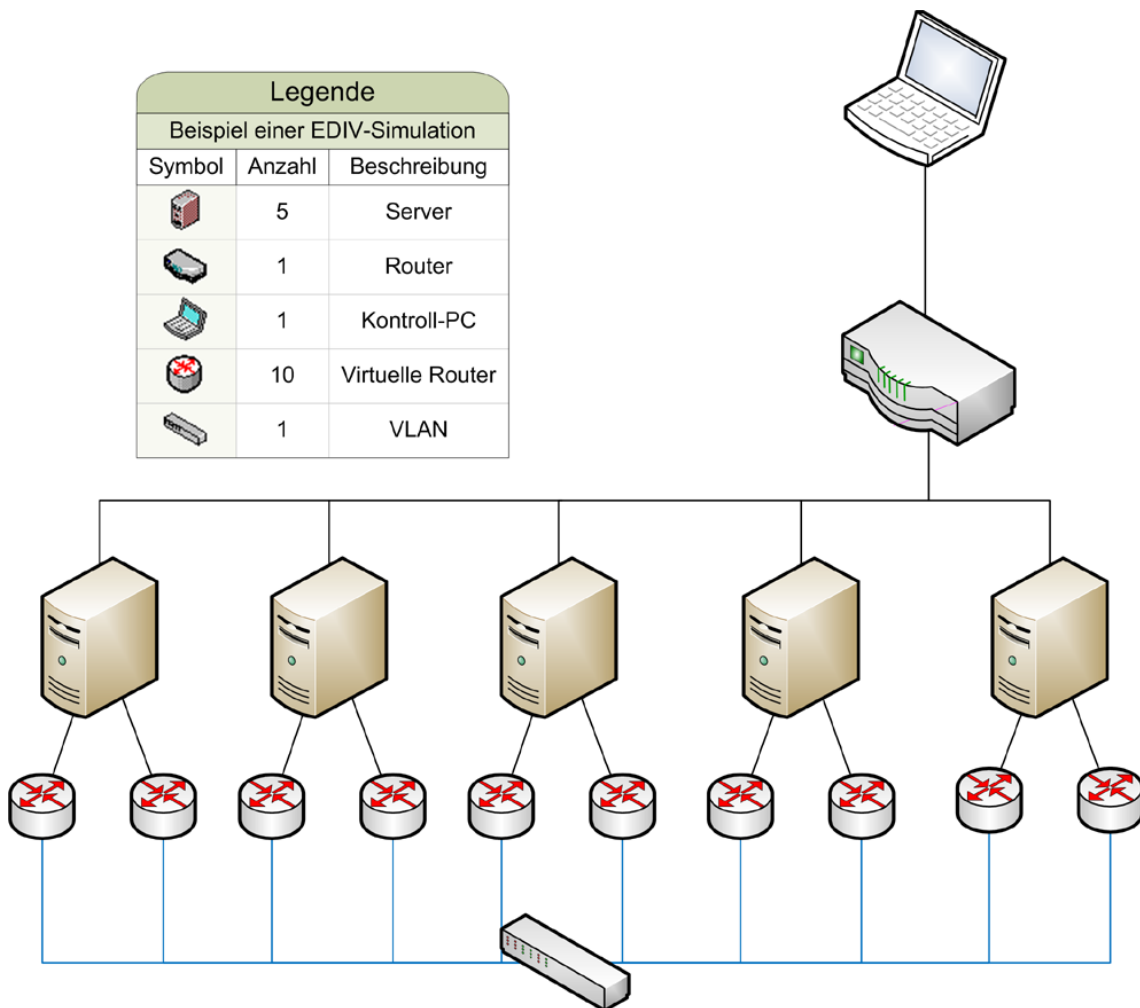 Legende
Beispiel einer EDIV-Simulation
Symbol Anzahl Beschreibung
5 Server
1 Router
1 Kontroll-PC
10 Virtuelle Router
1 VLAN